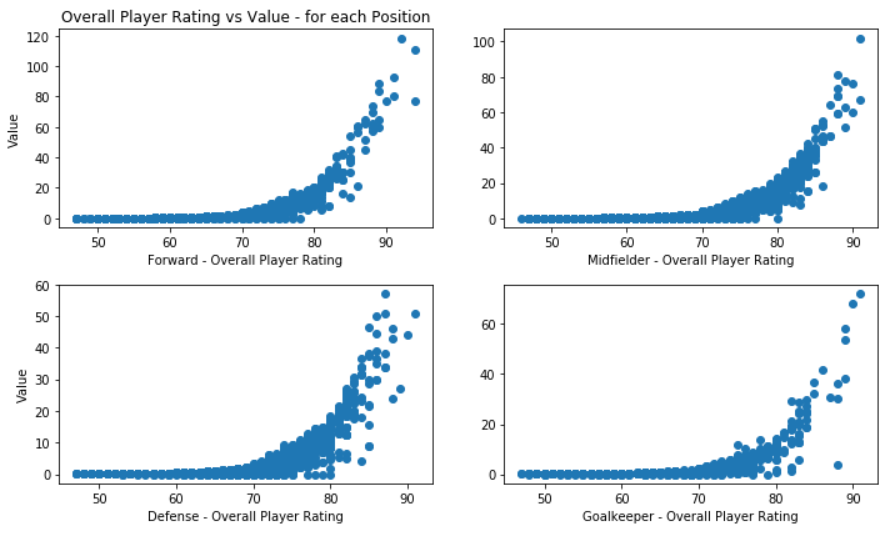 Overall Player Rating vs Value - for each Position
120
100
80
60
40
20
0
Value
50 60 70 80 90
Forward - Overall Player Rating
100
80
60
40
20
0
50 60 70 80 90
Midfielder - Overall Player Rating
60
50
40
30
20
10
0
Value
50 60 70 80 90
Defense - Overall Player Rating
60
40
20
0
50 60 70 80 90
Goalkeeper - Overall Player Rating